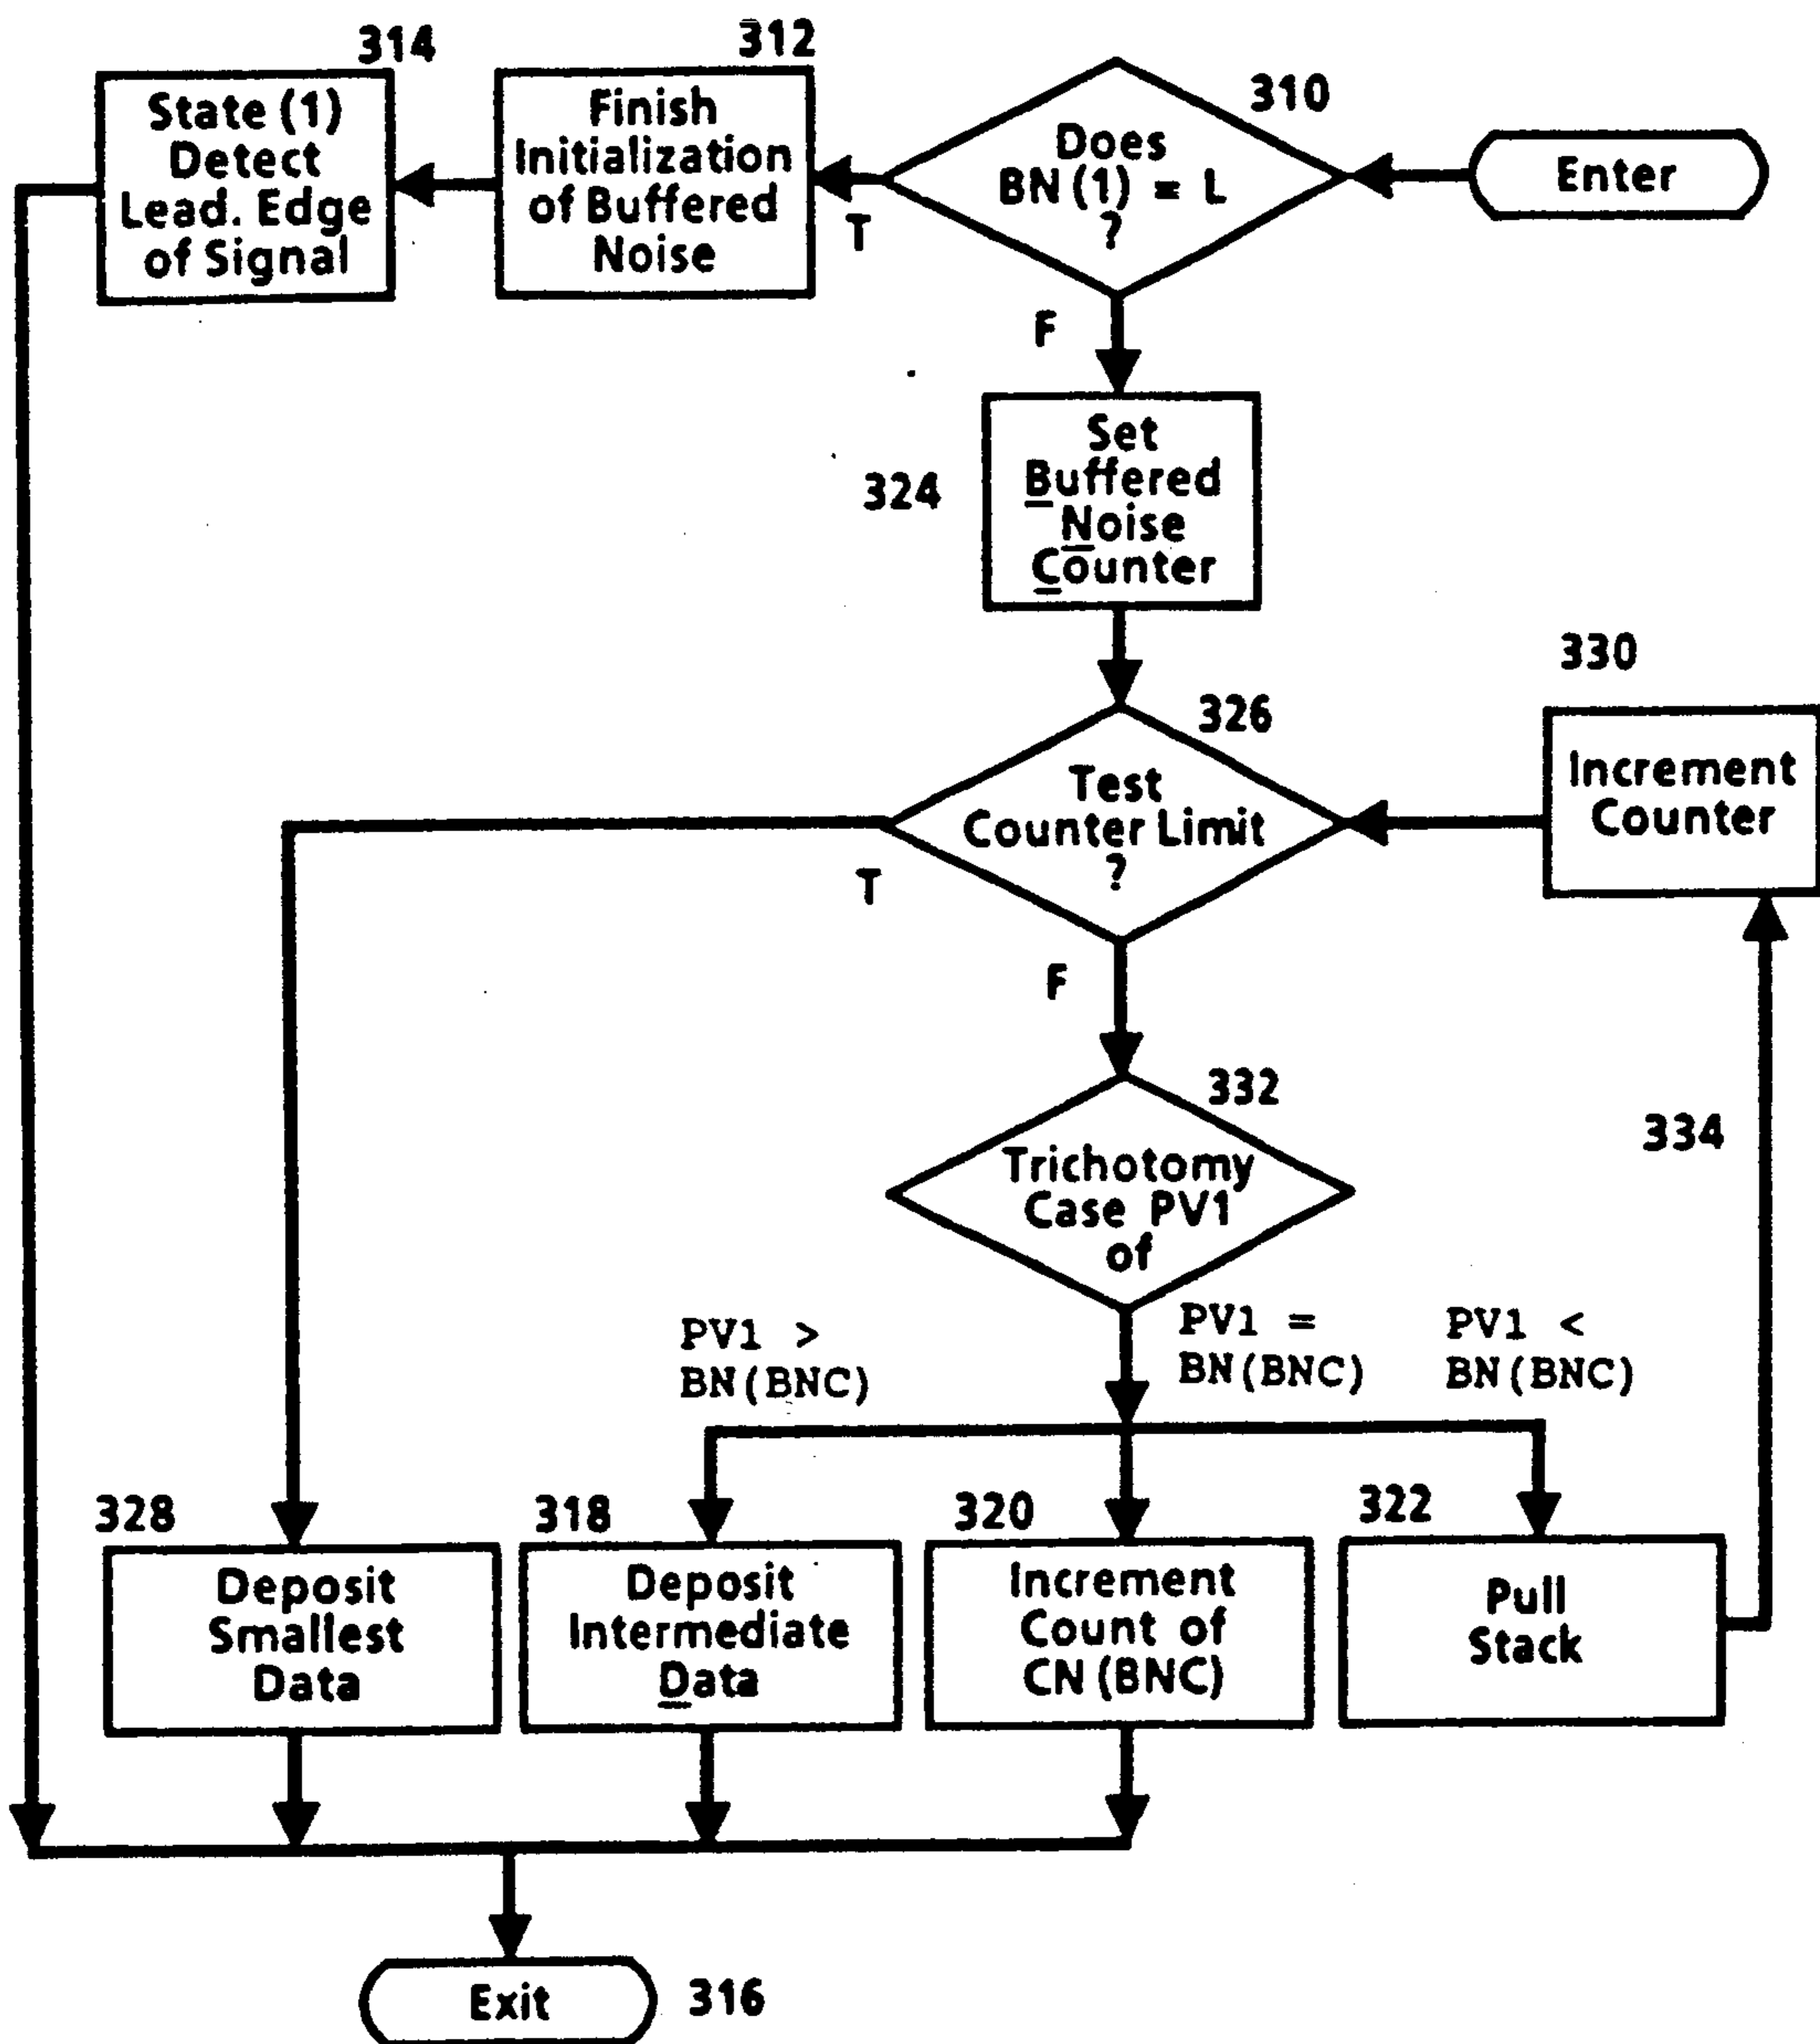 314
State (1)
Detect
Lead. Edge
of Signal
312
Finish
Initialization
of Buffered
Noise
310
Does
BN (1) = L
?
Enter
T
F
324
Set
Buffered
Noise
Counter
330
Increment
Counter
326
Test
Counter Limit
?
T
F
332
Trichotomy
Case PV1
of
334
PV1 >
BN(BNC)
PV1 =
BN(BNC)
PV1 <
BN(BNC)
328
Deposit
Smallest
Data
318
Deposit
Intermediate
Data
320
Increment
Count of
CN (BNC)
322
Pull
Stack
Exit
316